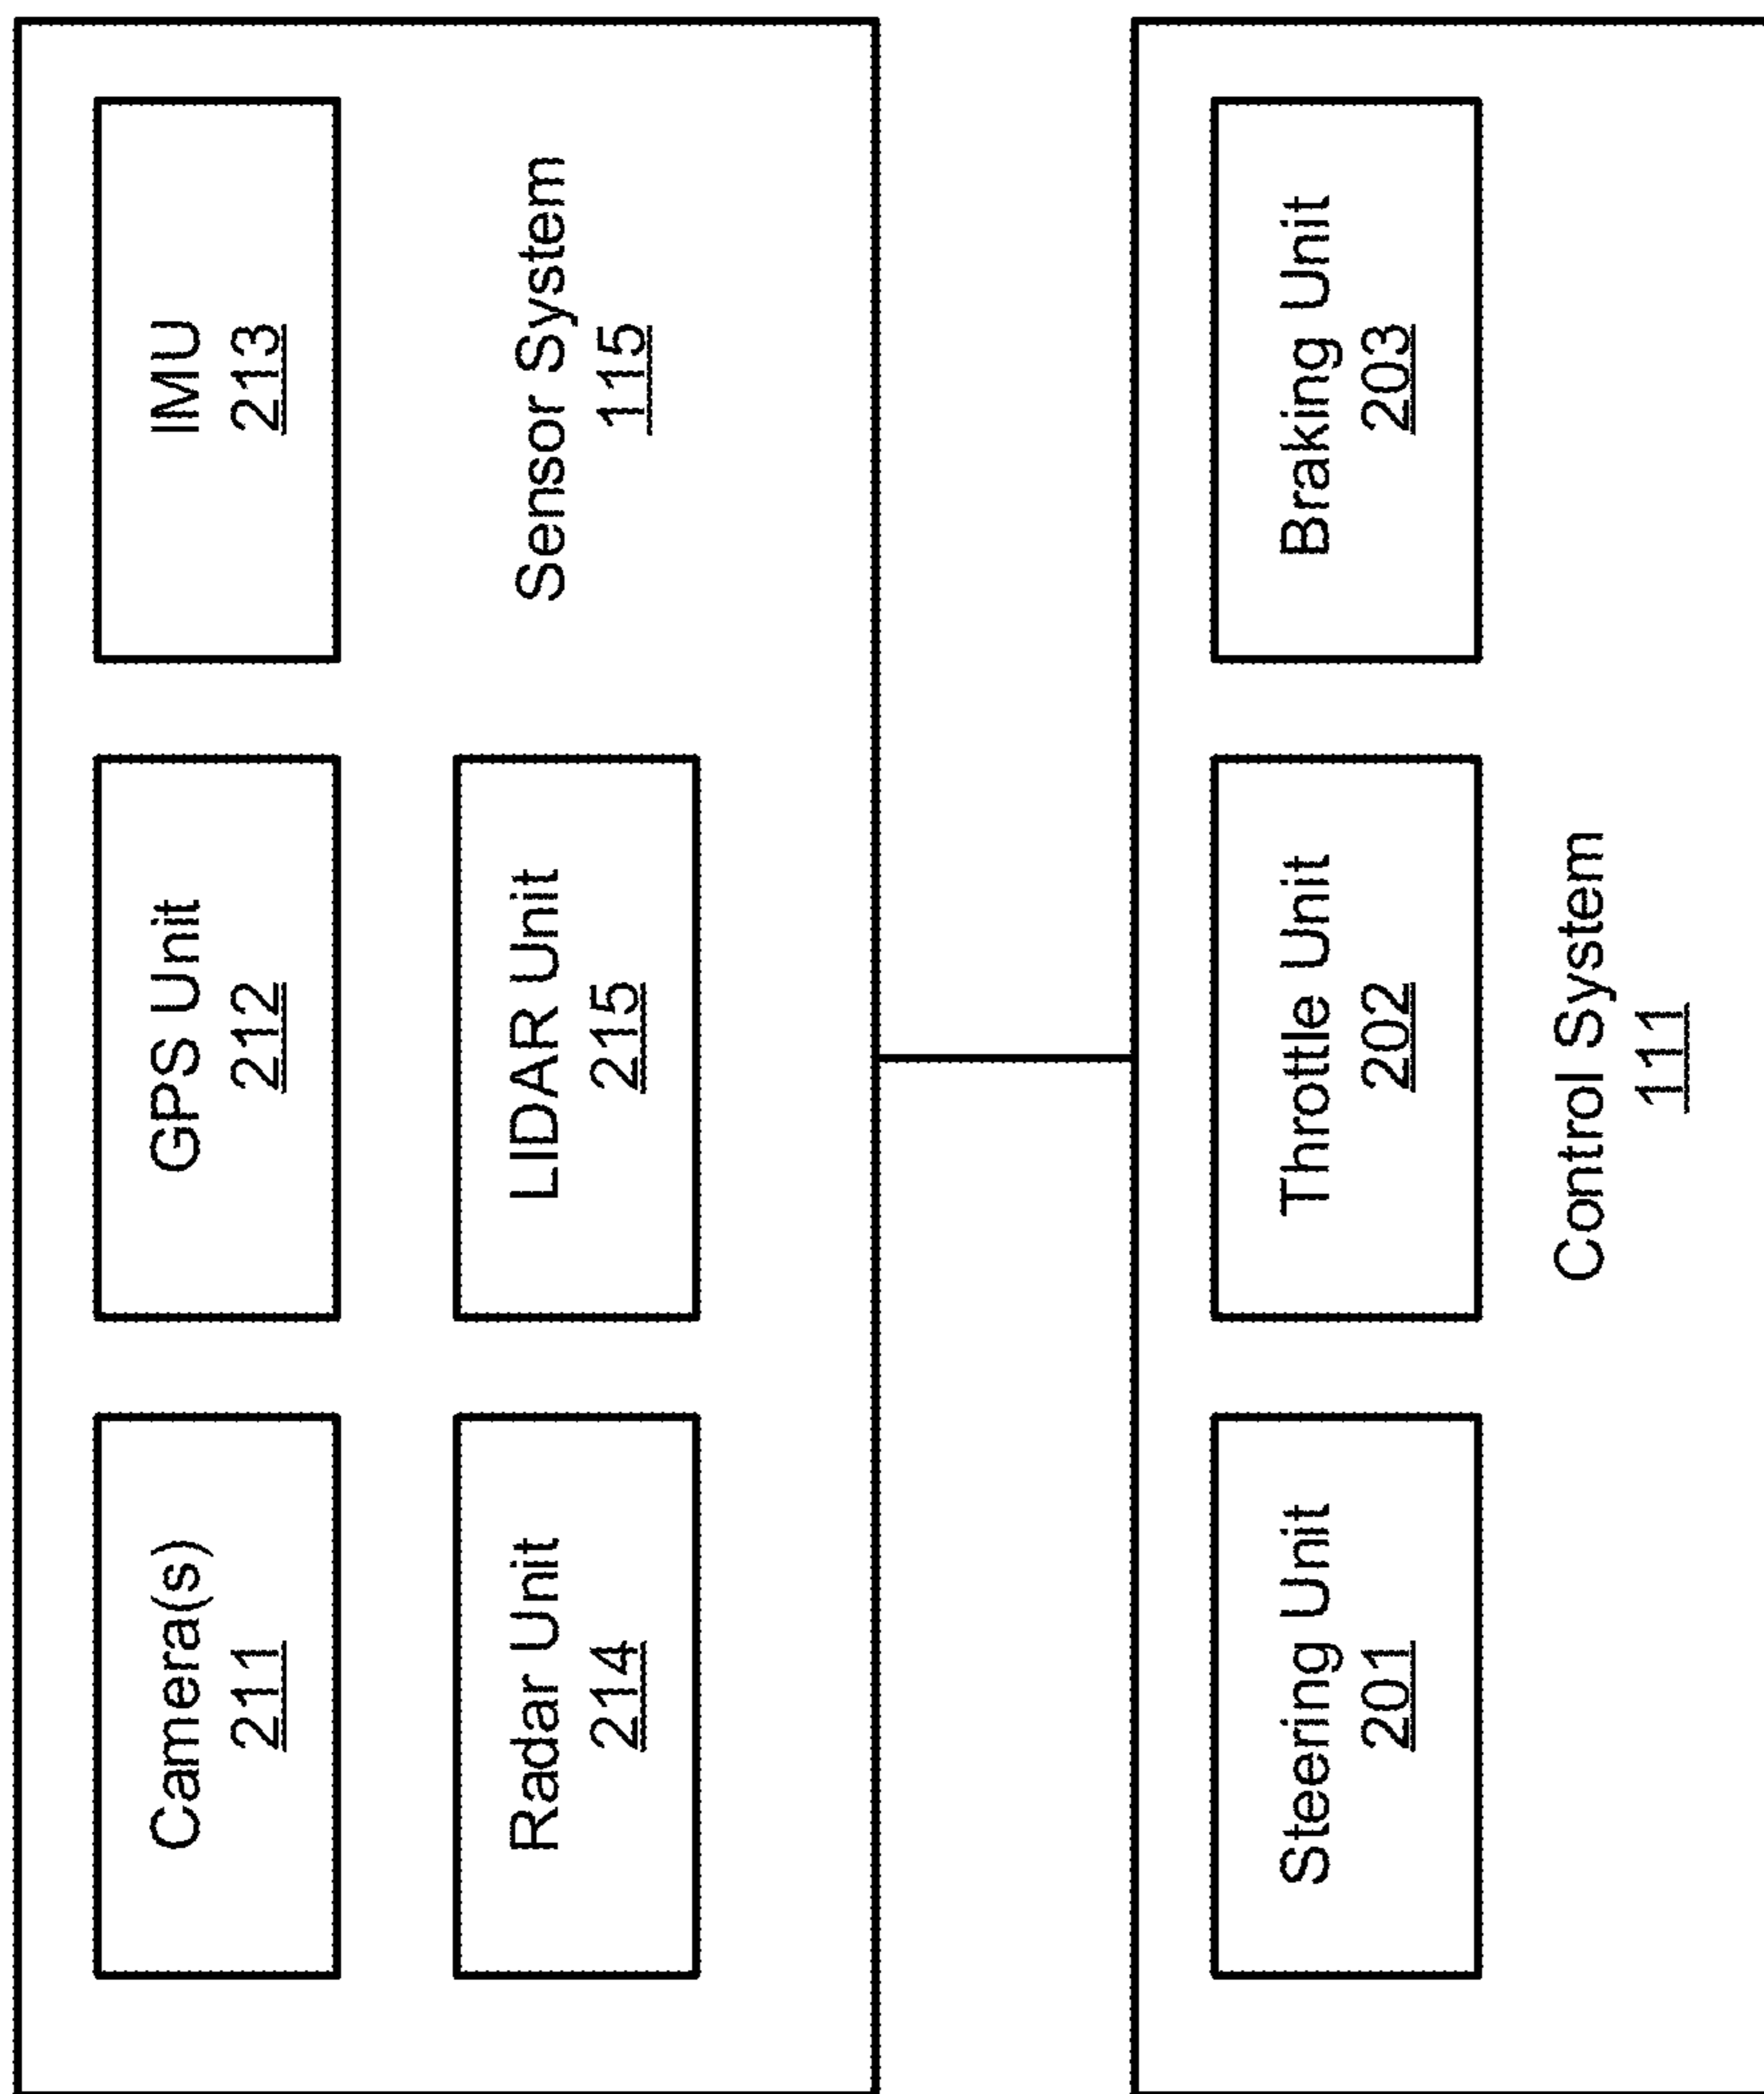 Camera(s)
211
GPS Unit
212
IMU
213
Radar Unit
214
LIDAR Unit
215
Sensor System
115
Steering Unit
201
Throttle Unit
202
Braking Unit
203
Control System
111